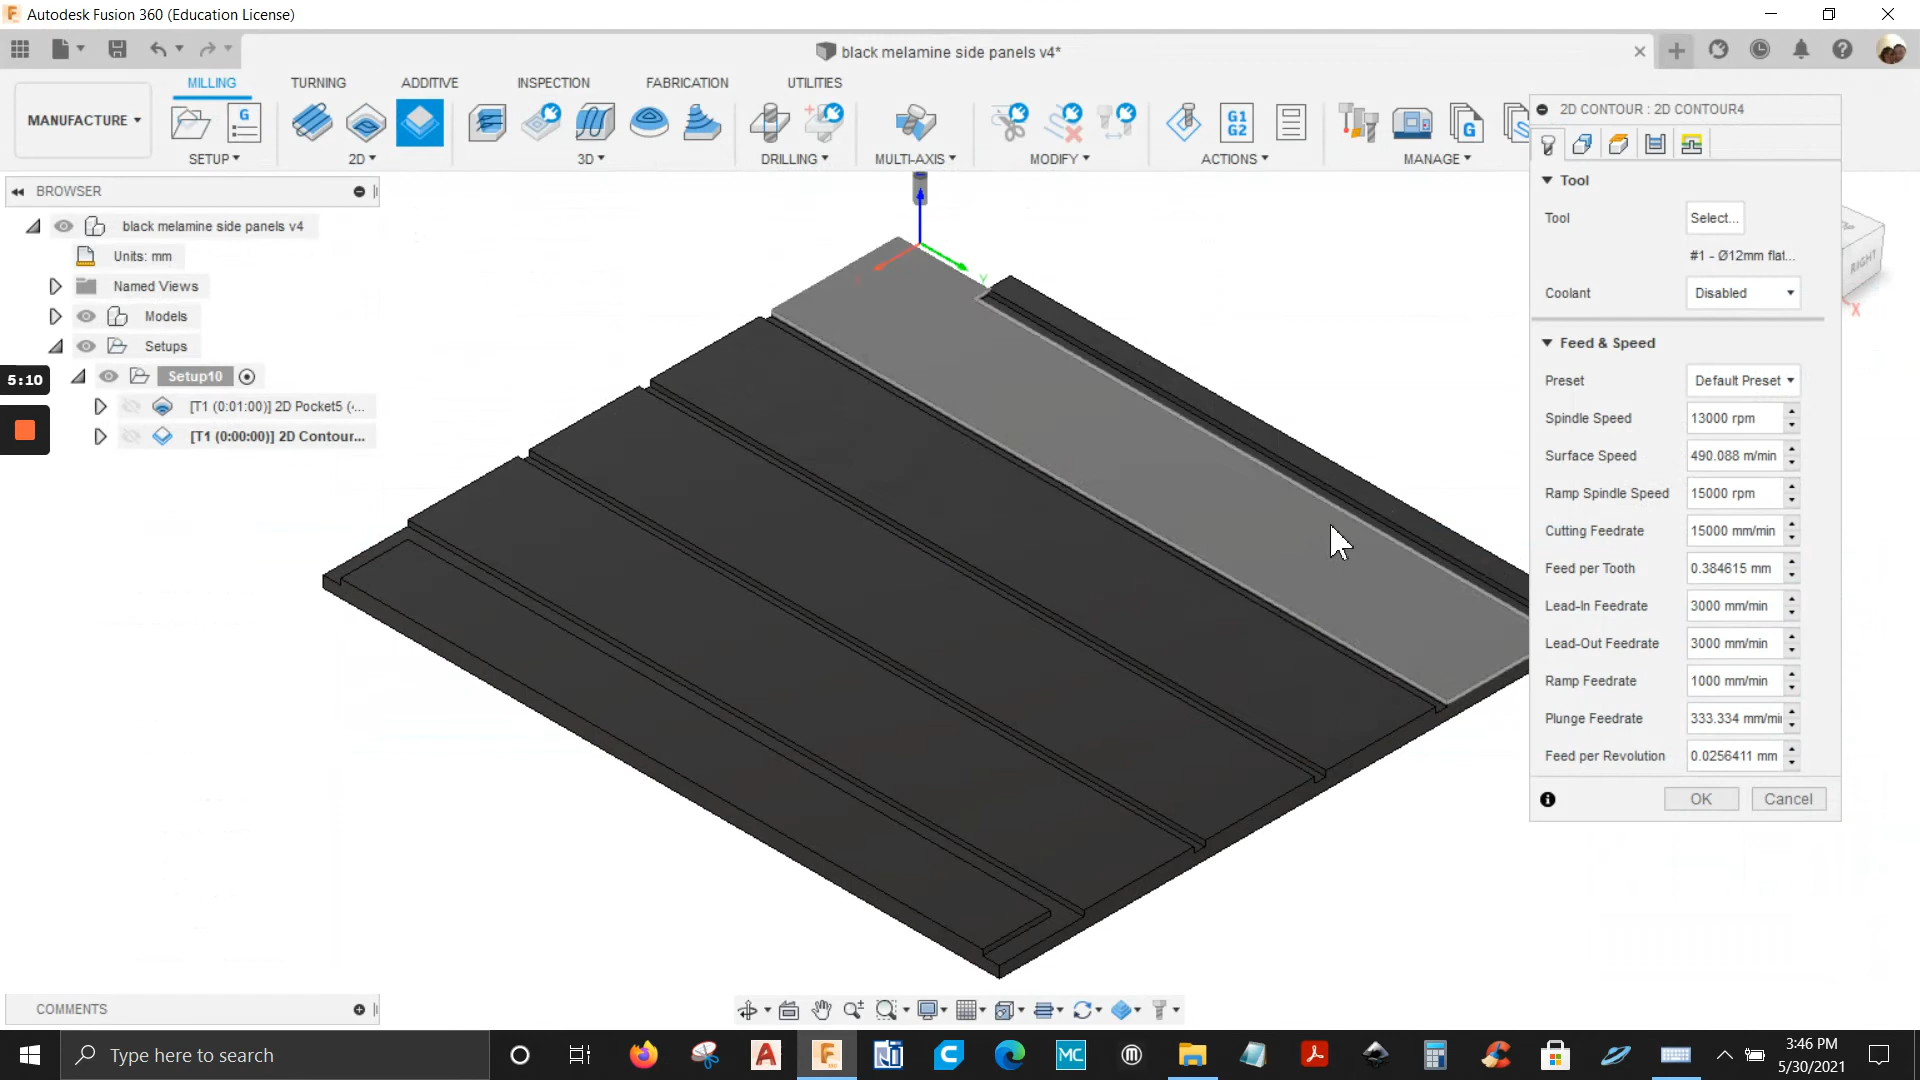 Autodesk Fusion 360 (Education License)
black melamine side panels v4*
MILLING
TURNING
ADDITIVE
INSPECTION
FABRICATION
UTILITIES
MANUFACTURE
G
G1
G2
G
SETUP
2D
3D
DRILLING
MULTI-AXIS
MODIFY
ACTIONS
MANAGE
BROWSER
black melamine side panels v4
Units: mm
Named Views
Models
Setups
Setup10
[T1 (0:01:00)] 2D Pocket5 (-...
[T1 (0:00:00)] 2D Contour...
5:10
Y
RIGHT
X
2D CONTOUR : 2D CONTOUR4
Tool
Tool
Select...
#1 - Ø12mm flat...
Coolant
Disabled
Feed & Speed
Preset
Default Preset
Spindle Speed
13000 rpm
Surface Speed
490.088 m/min
Ramp Spindle Speed
15000 rpm
Cutting Feedrate
15000 mm/min
Feed per Tooth
0.384615 mm
Lead-In Feedrate
3000 mm/min
Lead-Out Feedrate
3000 mm/min
Ramp Feedrate
1000 mm/min
Plunge Feedrate
333.334 mm/mi
Feed per Revolution
0.0256411 mm
OK
Cancel
COMMENTS
Type here to search
MC
3:46 PM
5/30/2021